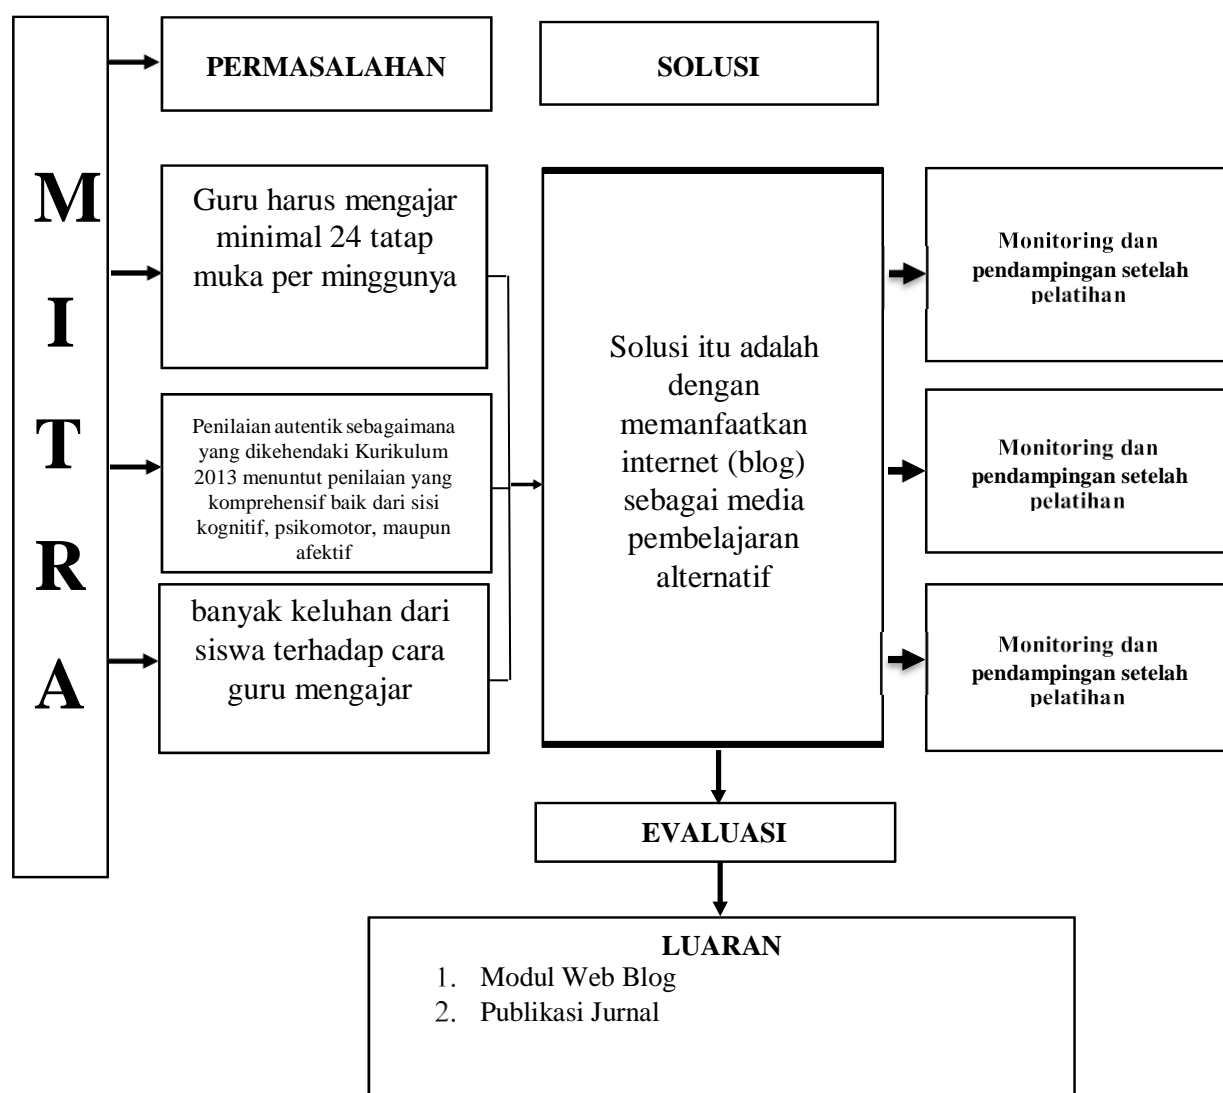 M
I
T
R
A
PERMASALAHAN
SOLUSI
Guru harus mengajar
minimal 24 tatap
muka per minggunya
Penilaian autentik sebagaimana
yang dikehendaki Kurikulum
2013 menuntut penilaian yang
komprehensif baik dari sisi
kognitif, psikomotor, maupun
afektif
banyak keluhan dari
siswa terhadap cara
guru mengajar
Solusi itu adalah
dengan
memanfaatkan
internet (blog)
sebagai media
pembelajaran
alternatif
Monitoring dan
pendampingan setelah
pelatihan
Monitoring dan
pendampingan setelah
pelatihan
Monitoring dan
pendampingan setelah
pelatihan
EVALUASI
LUARAN
1. Modul Web Blog
2. Publikasi Jurnal